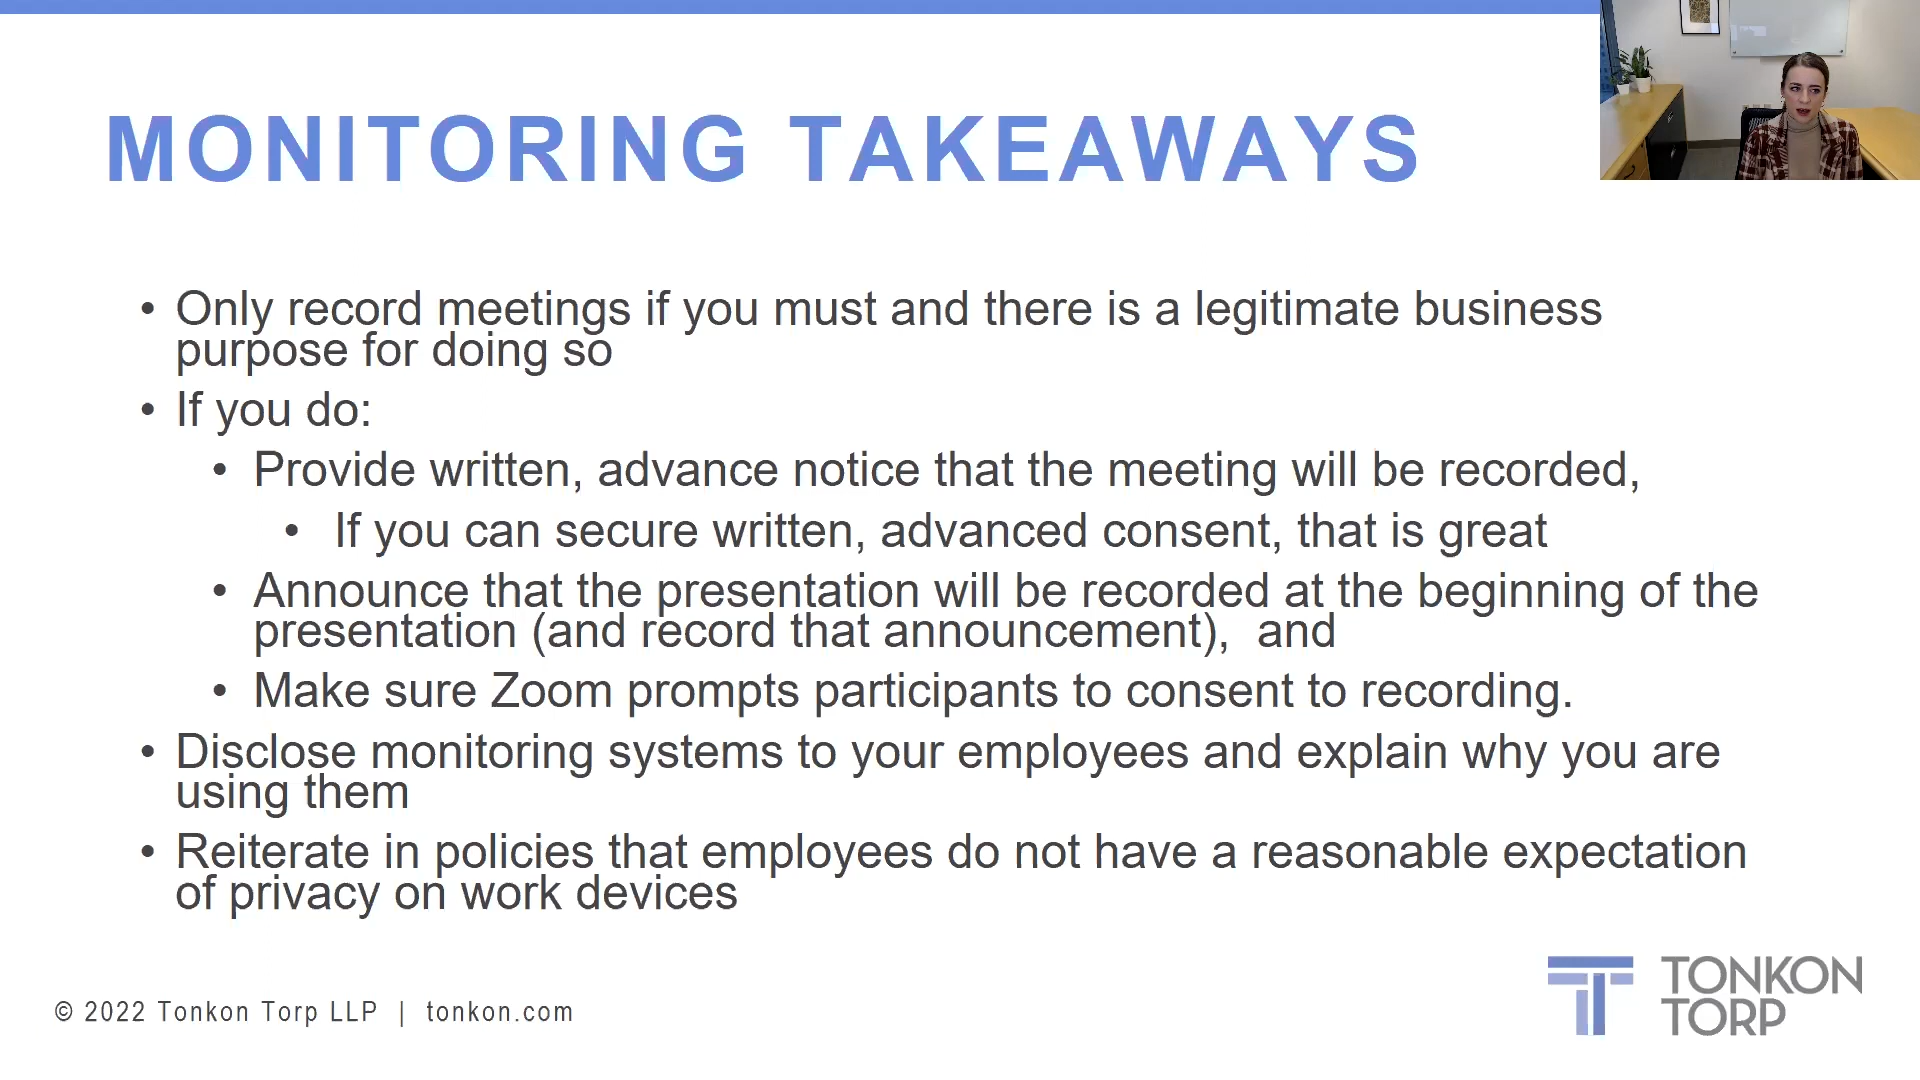 MONITORING TAKEAWAYS
• Only record meetings if you must and there is a legitimate business
purpose for doing so
• If you do:
• Provide written, advance notice that the meeting will be recorded,
• If you can secure written, advanced consent, that is great
• Announce that the presentation will be recorded at the beginning of the
presentation (and record that announcement),  and
• Make sure Zoom prompts participants to consent to recording.
• Disclose monitoring systems to your employees and explain why you are
using them
• Reiterate in policies that employees do not have a reasonable expectation
of privacy on work devices
© 2022 Tonkon Torp LLP | tonkon.com
TONKON
TORP